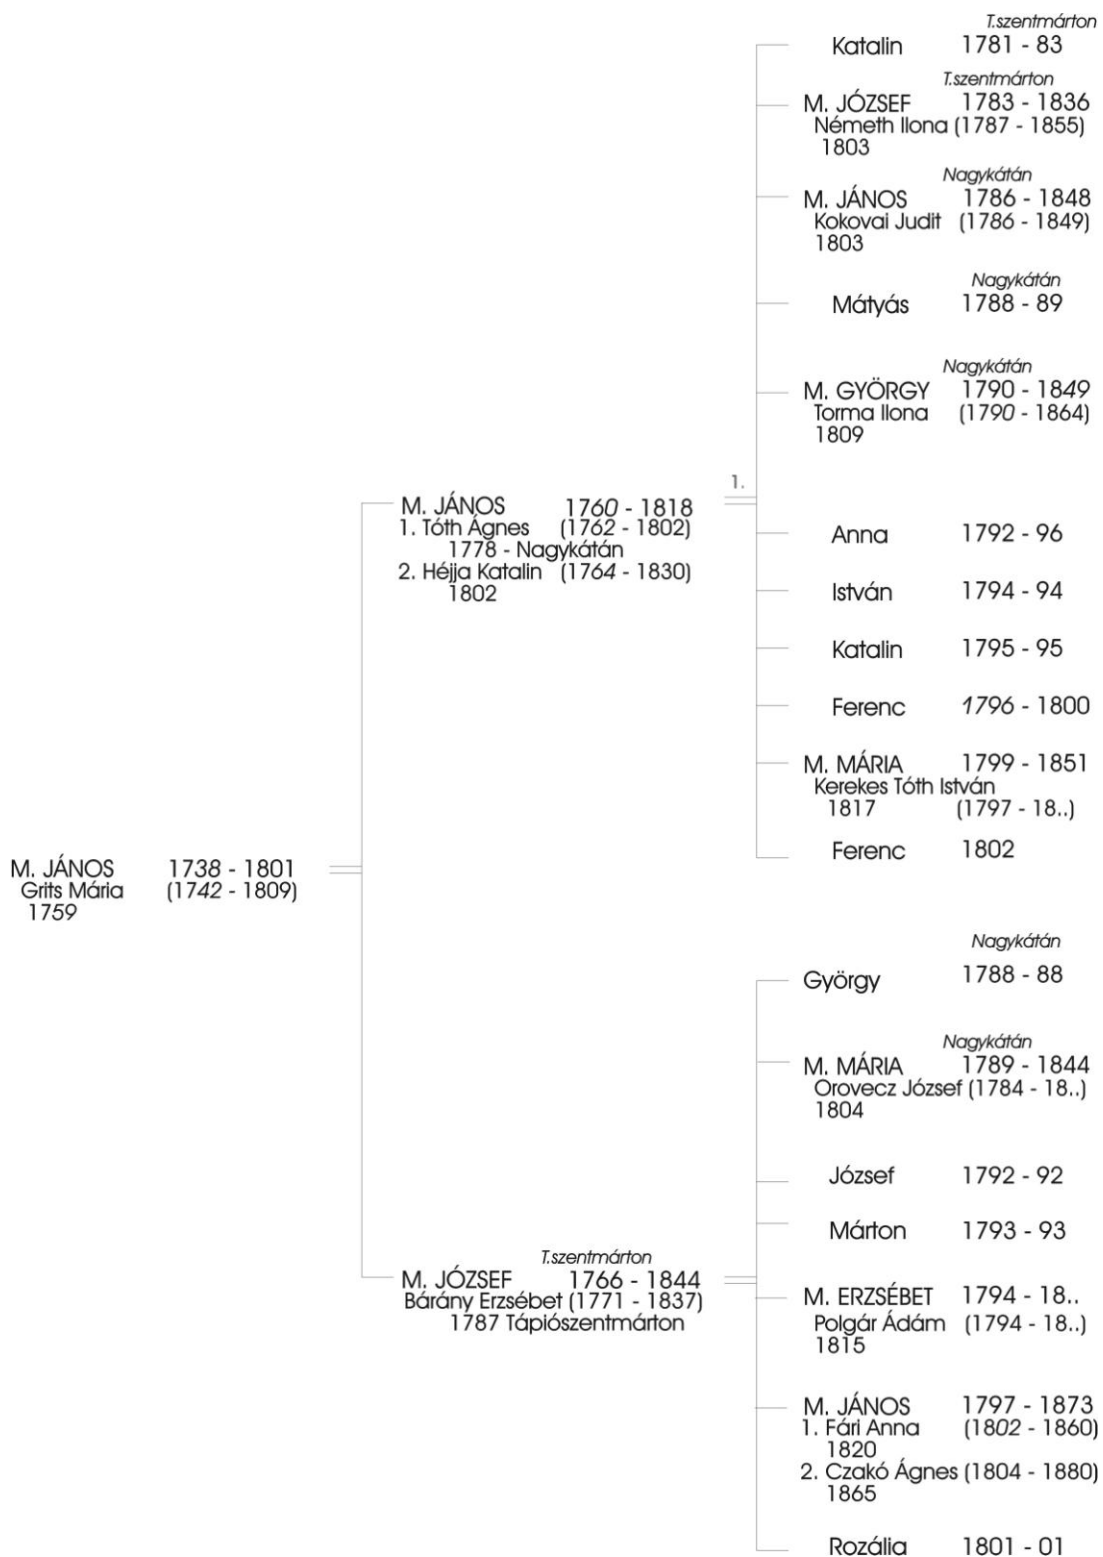 M. JÁNOS 1738 - 1801
Grits Mária (1742 - 1809)
1759
M. JÁNOS 1760 - 1818
1. Tóth Ágnes (1762 - 1802)
1778 - Nagykátán
2. Héjja Katalin (1764 - 1830)
1802
1.
T.szentmárton
Katalin 1781 - 83
T.szentmárton
M. JÓZSEF 1783 - 1836
Németh Ilona (1787 - 1855)
1803
Nagykátán
M. JÁNOS 1786 - 1848
Kokovai Judit (1786 - 1849)
1803
Nagykátán
Mátyás 1788 - 89
Nagykátán
M. GYÖRGY 1790 - 1849
Torma Ilona (1790 - 1864)
1809
Anna 1792 - 96
István 1794 - 94
Katalin 1795 - 95
Ferenc 1796 - 1800
M. MÁRIA 1799 - 1851
Kerekes Tóth István
1817 (1797 - 18..)
Ferenc 1802
T.szentmárton
M. JÓZSEF 1766 - 1844
Bárány Erzsébet (1771 - 1837)
1787 Tápiószentmárton
Nagykátán
György 1788 - 88
Nagykátán
M. MÁRIA 1789 - 1844
Orovecz József (1784 - 18..)
1804
József 1792 - 92
Márton 1793 - 93
M. ERZSÉBET 1794 - 18..
Polgár Ádám (1794 - 18..)
1815
M. JÁNOS 1797 - 1873
1. Fári Anna (1802 - 1860)
1820
2. Czakó Ágnes (1804 - 1880)
1865
Rozália 1801 - 01